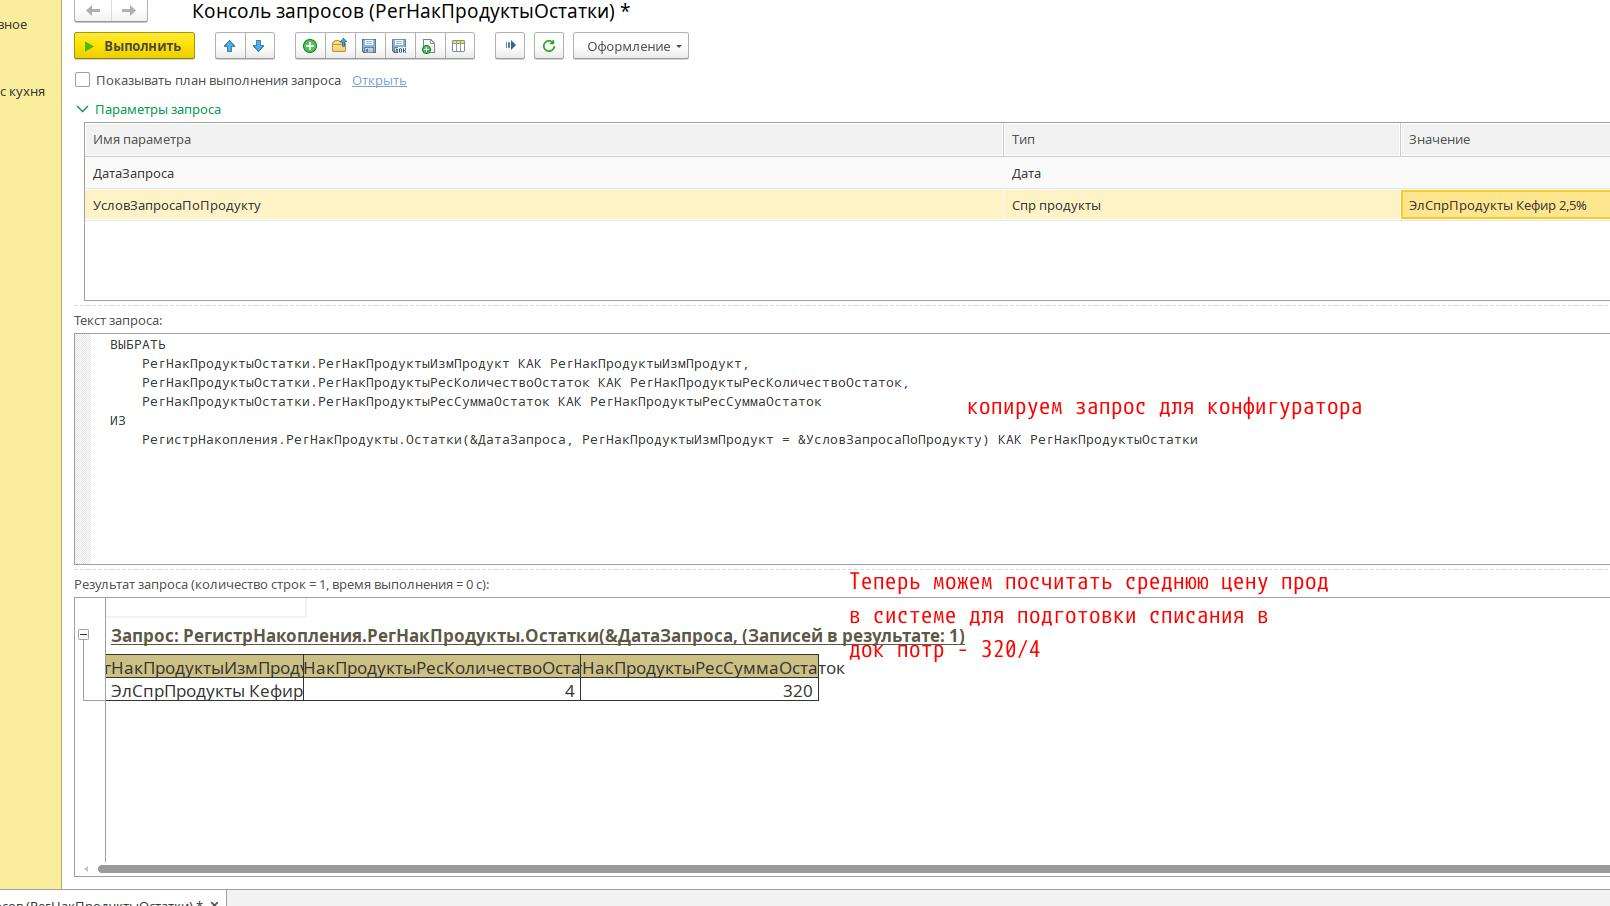 Консоль запросов (РегНакПродуктыОстатки) *
вное
Выполнить
Оформление
Показывать план выполнения запроса Открыть
с кухня
Параметры запроса
Имя параметра Тип Значение
ДатаЗапроса Дата
УсловЗапросаПоПродукту Спр продукты ЭлСпрПродукты Кефир 2,5%
Текст запроса:
ВЫБРАТЬ
РегНакПродуктыОстатки.РегНакПродуктыИзмПродукт КАК РегНакПродуктыИзмПродукт,
РегНакПродуктыОстатки.РегНакПродуктыРесКоличествоОстаток КАК РегНакПродуктыРесКоличествоОстаток,
РегНакПродуктыОстатки.РегНакПродуктыРесСуммаОстаток КАК РегНакПродуктыРесСуммаОстаток
копируем запрос для конфигуратора
ИЗ
РегистрНакопления.РегНакПродукты.Остатки(&ДатаЗапроса, РегНакПродуктыИзмПродукт = &УсловЗапросаПоПродукту) КАК РегНакПродуктыОстатки
Результат запроса (количество строк = 1, время выполнения = 0 с):
Теперь можем посчитать среднюю цену прод
в системе для подготовки списания в
док потр - 320/4
Запрос: РегистрНакопления.РегНакПродукты.Остатки(&ДатаЗапроса, (Записей в результате: 1)
гНакПродуктыИзмПроду НакПродуктыРесКоличествоОста НакПродуктыРесСуммаОстаток
ЭлСпрПродукты Кефир 4 320
осов (РегНакПродуктыОстатки) * ×